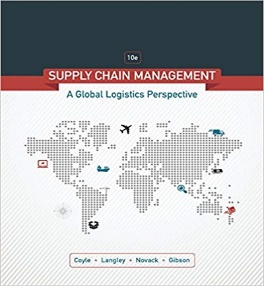 10e
SUPPLY CHAIN MANAGEMENT
A Global Logistics Perspective
Coyle • Langley • Novack • Gibson